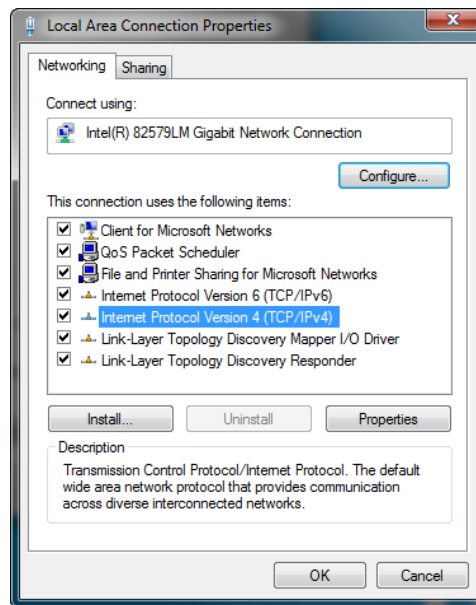 Local Area Connection Properties
Networking
Sharing
Connect using:
Intel(R) 82579LM Gigabit Network Connection
Configure...
This connection uses the following items:
Client for Microsoft Networks
QoS Packet Scheduler
File and Printer Sharing for Microsoft Networks
Internet Protocol Version 6 (TCP/IPv6)
Internet Protocol Version 4 (TCP/IPv4)
Link-Layer Topology Discovery Mapper I/O Driver
Link-Layer Topology Discovery Responder
Install...
Uninstall
Properties
Description
Transmission Control Protocol/Internet Protocol. The default
wide area network protocol that provides communication
across diverse interconnected networks.
OK
Cancel